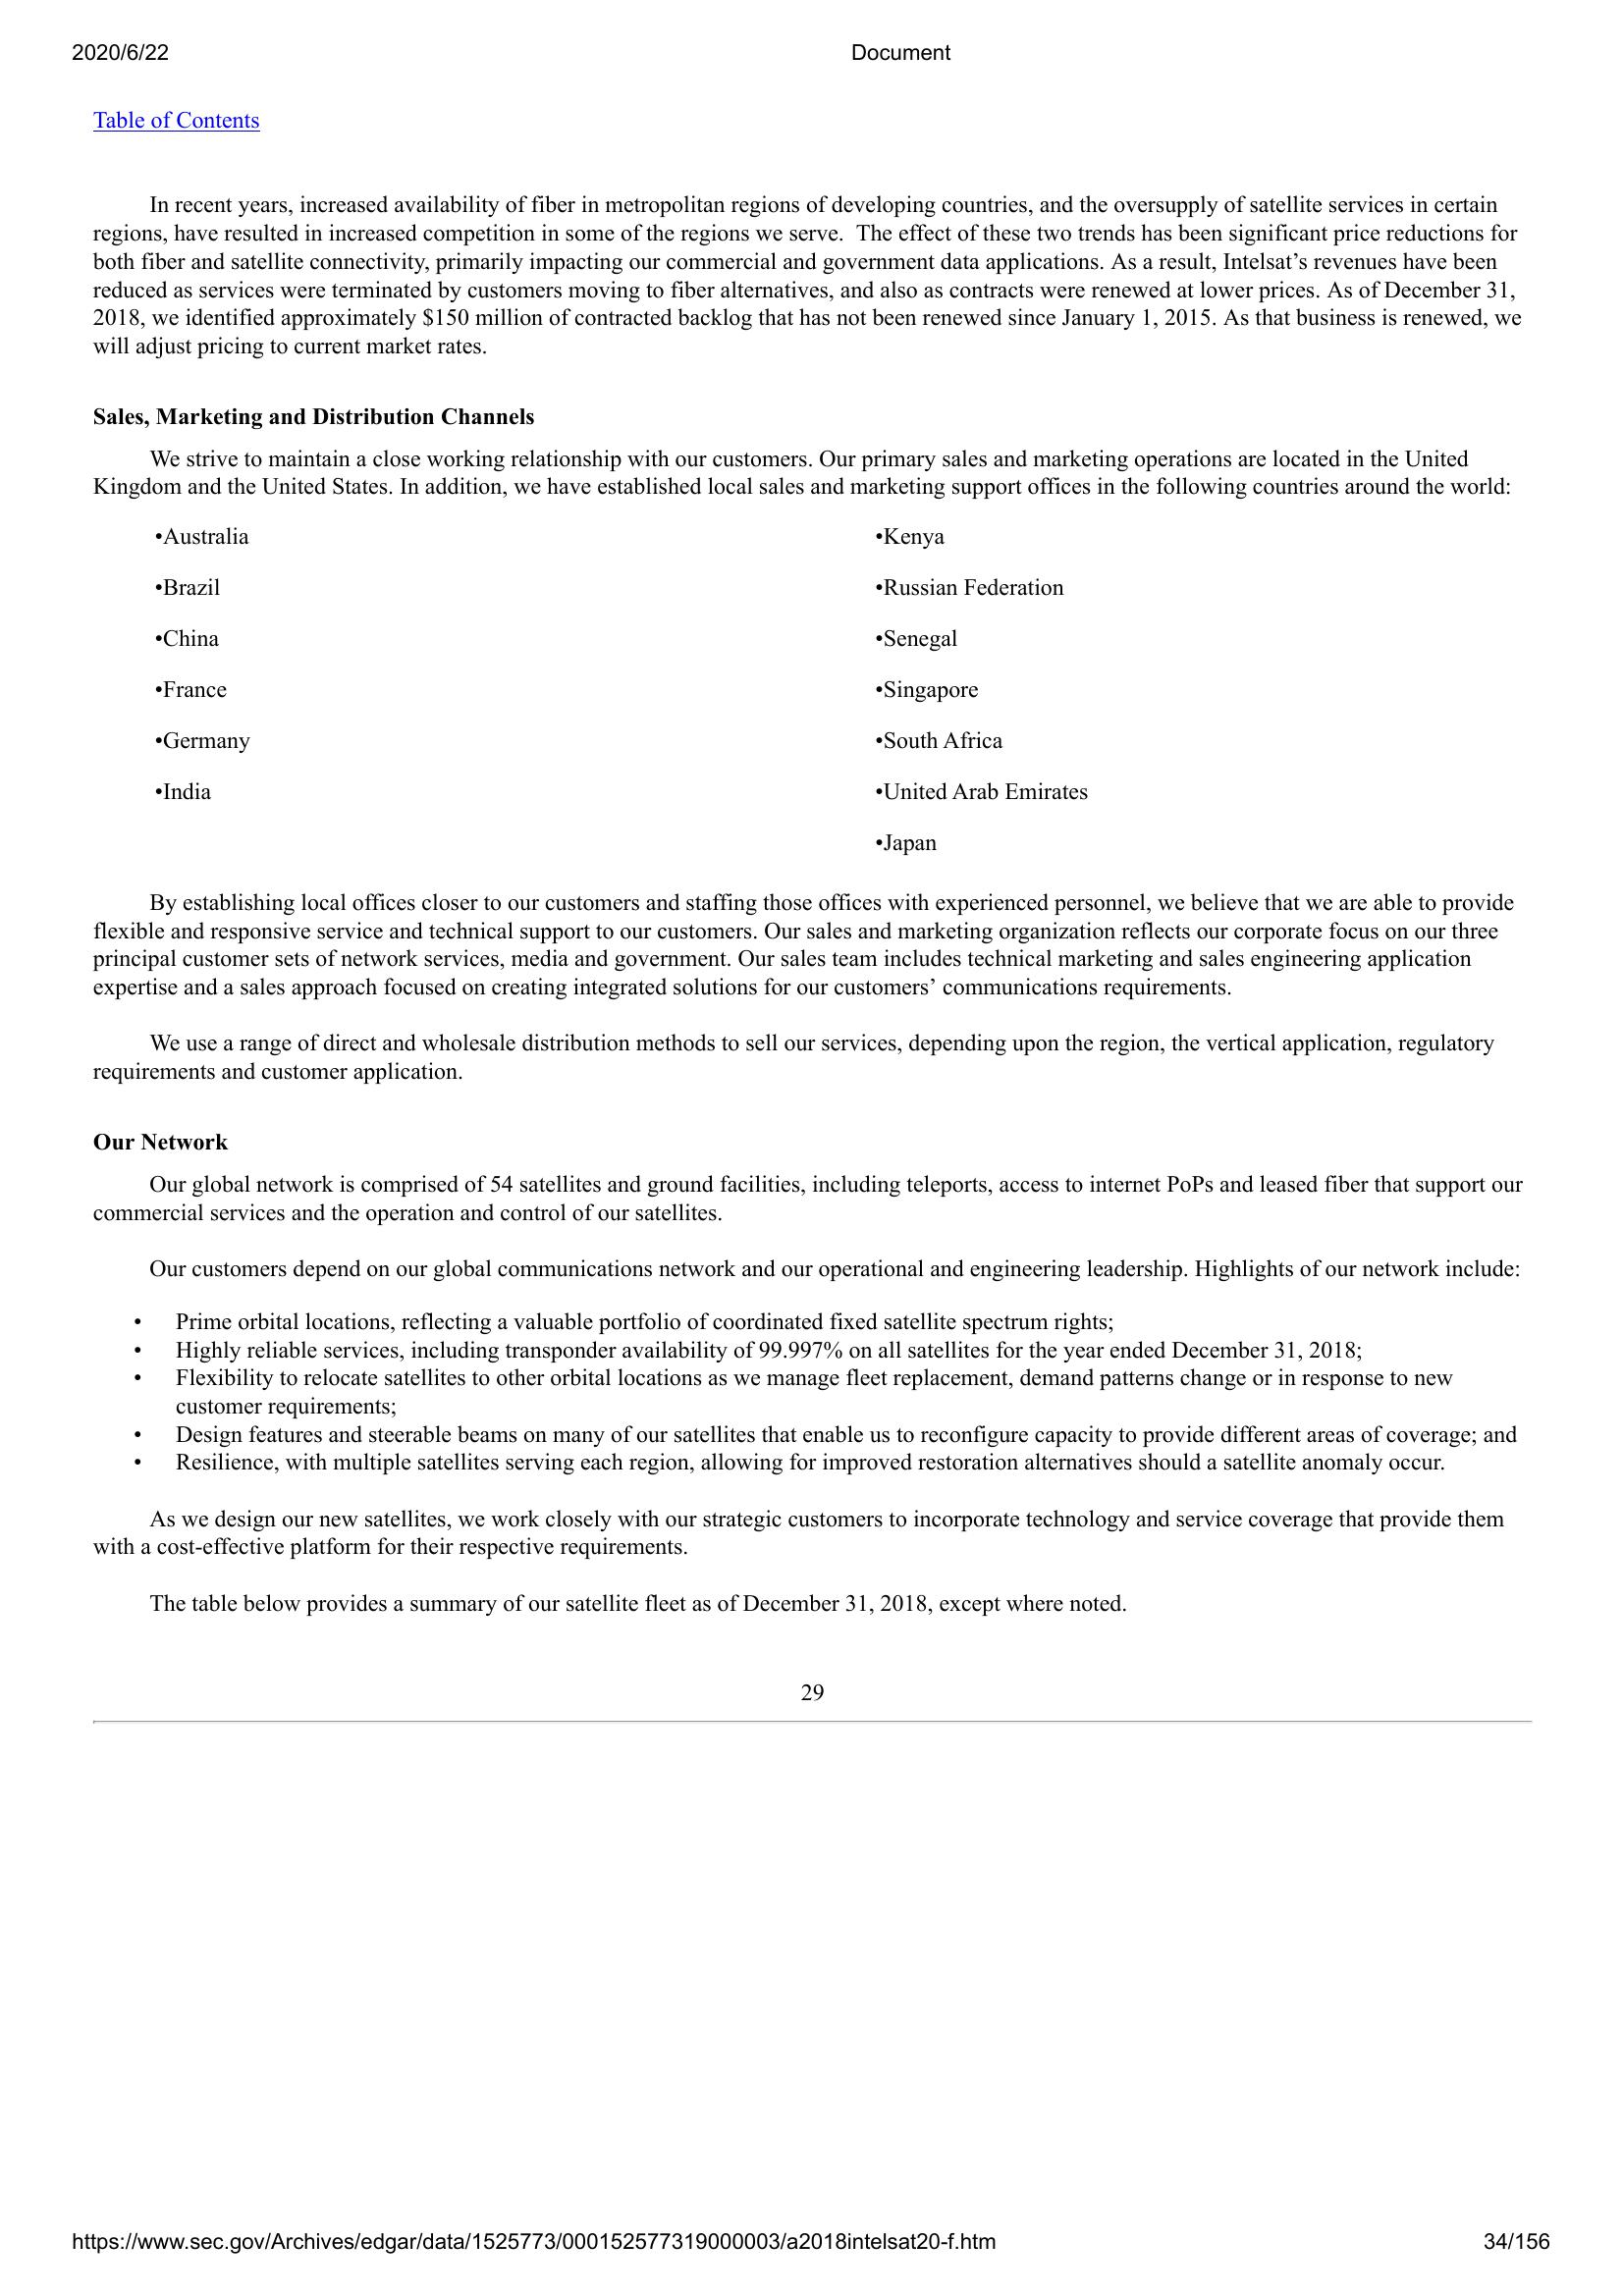 2020/6/22 Document
Table of Contents
In recent years, increased availability of fiber in metropolitan regions of developing countries, and the oversupply of satellite services in certain
regions, have resulted in increased competition in some of the regions we serve.  The effect of these two trends has been significant price reductions for
both fiber and satellite connectivity, primarily impacting our commercial and government data applications. As a result, Intelsat’s revenues have been
reduced as services were terminated by customers moving to fiber alternatives, and also as contracts were renewed at lower prices. As of December 31,
2018, we identified approximately $150 million of contracted backlog that has not been renewed since January 1, 2015. As that business is renewed, we
will adjust pricing to current market rates.
Sales, Marketing and Distribution Channels
We strive to maintain a close working relationship with our customers. Our primary sales and marketing operations are located in the United
Kingdom and the United States. In addition, we have established local sales and marketing support offices in the following countries around the world:
•Australia •Kenya
•Brazil •Russian Federation
•China •Senegal
•France •Singapore
•Germany •South Africa
•India •United Arab Emirates
•Japan
By establishing local offices closer to our customers and staffing those offices with experienced personnel, we believe that we are able to provide
flexible and responsive service and technical support to our customers. Our sales and marketing organization reflects our corporate focus on our three
principal customer sets of network services, media and government. Our sales team includes technical marketing and sales engineering application
expertise and a sales approach focused on creating integrated solutions for our customers’ communications requirements.
We use a range of direct and wholesale distribution methods to sell our services, depending upon the region, the vertical application, regulatory
requirements and customer application.
Our Network
Our global network is comprised of 54 satellites and ground facilities, including teleports, access to internet PoPs and leased fiber that support our
commercial services and the operation and control of our satellites.
Our customers depend on our global communications network and our operational and engineering leadership. Highlights of our network include:
• Prime orbital locations, reflecting a valuable portfolio of coordinated fixed satellite spectrum rights;
• Highly reliable services, including transponder availability of 99.997% on all satellites for the year ended December 31, 2018;
• Flexibility to relocate satellites to other orbital locations as we manage fleet replacement, demand patterns change or in response to new
customer requirements;
• Design features and steerable beams on many of our satellites that enable us to reconfigure capacity to provide different areas of coverage; and
• Resilience, with multiple satellites serving each region, allowing for improved restoration alternatives should a satellite anomaly occur.
As we design our new satellites, we work closely with our strategic customers to incorporate technology and service coverage that provide them
with a cost-effective platform for their respective requirements.
The table below provides a summary of our satellite fleet as of December 31, 2018, except where noted.
29
https://www.sec.gov/Archives/edgar/data/1525773/000152577319000003/a2018intelsat20-f.htm 34/156